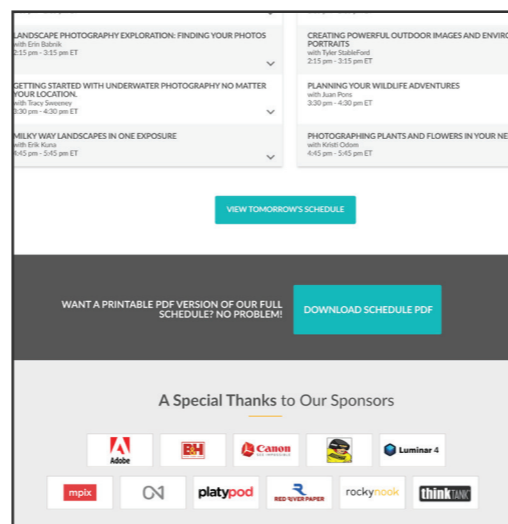 LANDSCAPE PHOTOGRAPHY EXPLORATION: FINDING YOUR PHOTOS
with Erin Babnik
2:15 pm - 3:15 pm ET
GETTING STARTED WITH UNDERWATER PHOTOGRAPHY NO MATTER
YOUR LOCATION.
with Tracy Sweeney
3:30 pm - 4:30 pm ET
MILKY WAY LANDSCAPES IN ONE EXPOSURE
with Erik Kuna
4:45 pm - 5:45 pm ET
CREATING POWERFUL OUTDOOR IMAGES AND ENVIRO
PORTRAITS
with Tyler Stableford
2:15 pm - 3:15 pm ET
PLANNING YOUR WILDLIFE ADVENTURES
with Juan Pons
3:30 pm - 4:30 pm ET
PHOTOGRAPHING PLANTS AND FLOWERS IN YOUR NE
with Kristi Odom
4:45 pm - 5:45 pm ET
VIEW TOMORROW'S SCHEDULE
WANT A PRINTABLE PDF VERSION OF OUR FULL
SCHEDULE? NO PROBLEM!
DOWNLOAD SCHEDULE PDF
A Special Thanks to Our Sponsors
Adobe
B&H
Canon
Luminar 4
mpix
platypod
RED RIVER PAPER
rockynook
thinkTANK